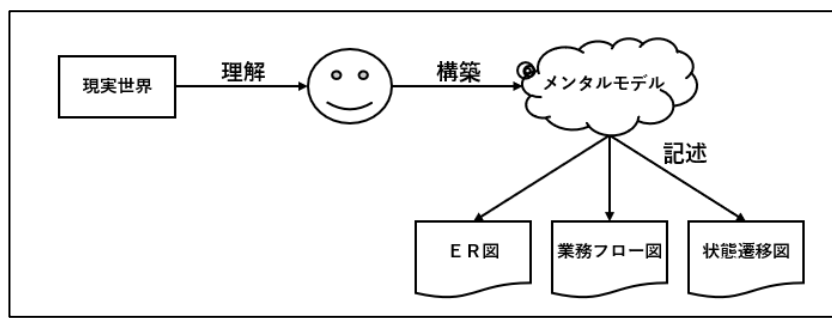 現実世界
理解
構築
メンタルモデル
記述
ER図
業務フロー図
状態遷移図